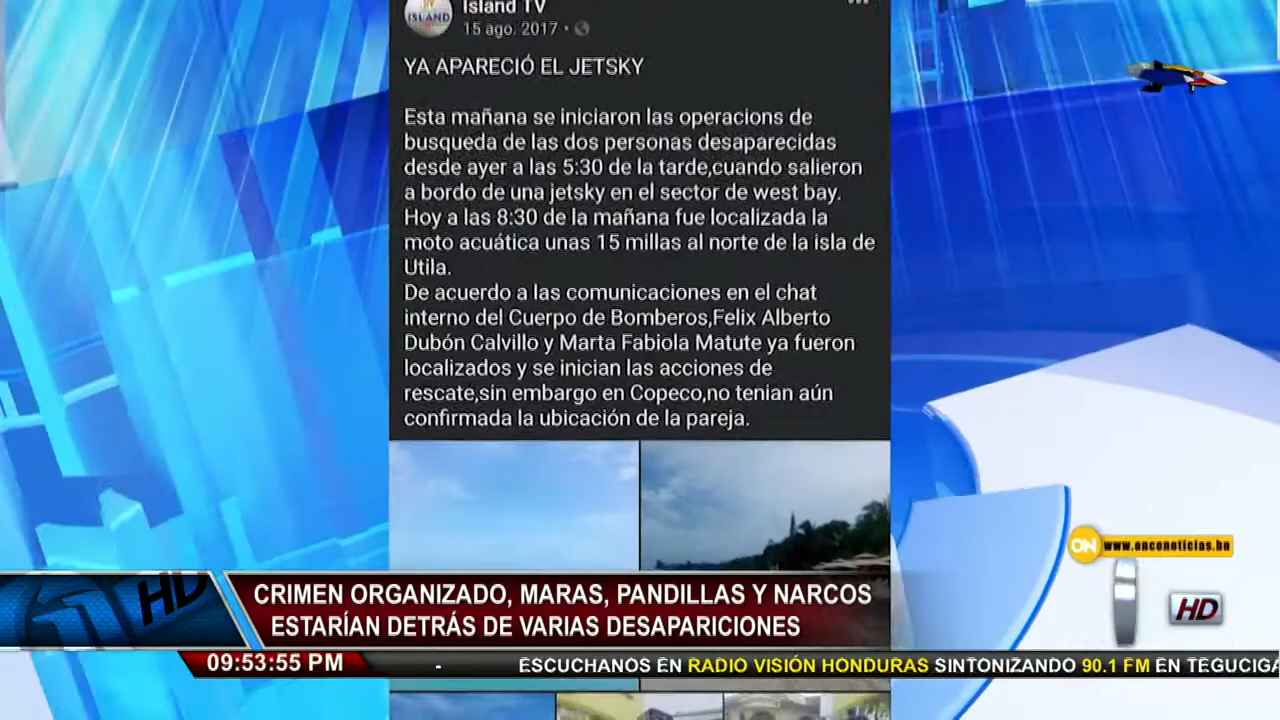 Island TV
ISLAND
15 ago. 2017 •
YA APARECIÓ EL JETSKY
Esta mañana se iniciaron las operacions de
busqueda de las dos personas desaparecidas
desde ayer a las 5:30 de la tarde,cuando salieron
a bordo de una jetsky en el sector de west bay.
Hoy a las 8:30 de la mañana fue localizada la
moto acuática unas 15 millas al norte de la isla de
Utila.
De acuerdo a las comunicaciones en el chat
interno del Cuerpo de Bomberos,Felix Alberto
Dubón Calvillo y Marta Fabiola Matute ya fueron
localizados y se inician las acciones de
rescate,sin embargo en Copeco,no tenian aún
confirmada la ubicación de la pareja.
ON www.oncenoticias.hn
HD
11 HD
CRIMEN ORGANIZADO, MARAS, PANDILLAS Y NARCOS
ESTARÍAN DETRÁS DE VARIAS DESAPARICIONES
09:53:55 PM
- ESCUCHANOS EN RADIO VISIÓN HONDURAS SINTONIZANDO 90.1 FM EN TEGUCIGA